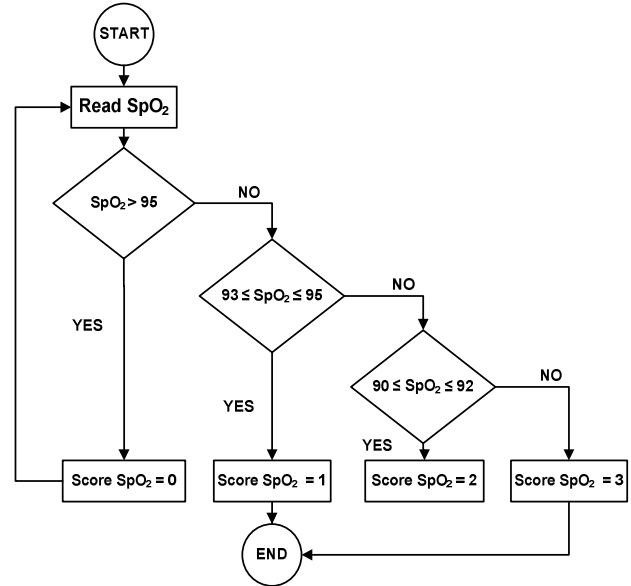 START
Read SpO₂
SpO₂ > 95
NO
93 ≤ SpO₂ ≤ 95
NO
YES
90 ≤ SpO₂ ≤ 92
NO
YES
YES
Score SpO₂ = 0
Score SpO₂ = 1
Score SpO₂ = 2
Score SpO₂ = 3
END